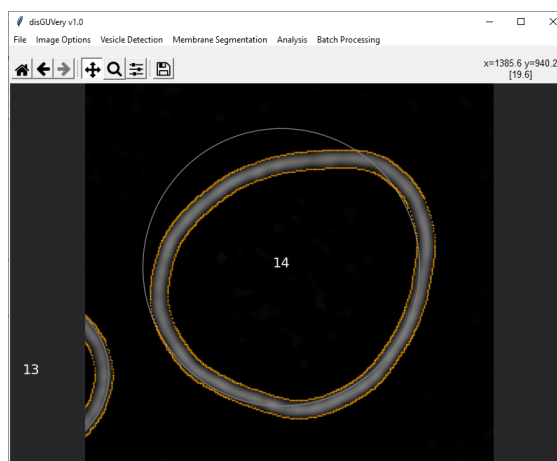 disGUVery v1.0
File Image Options Vesicle Detection Membrane Segmentation Analysis Batch Processing
x=1385.6 y=940.2
[19.6]
14
13